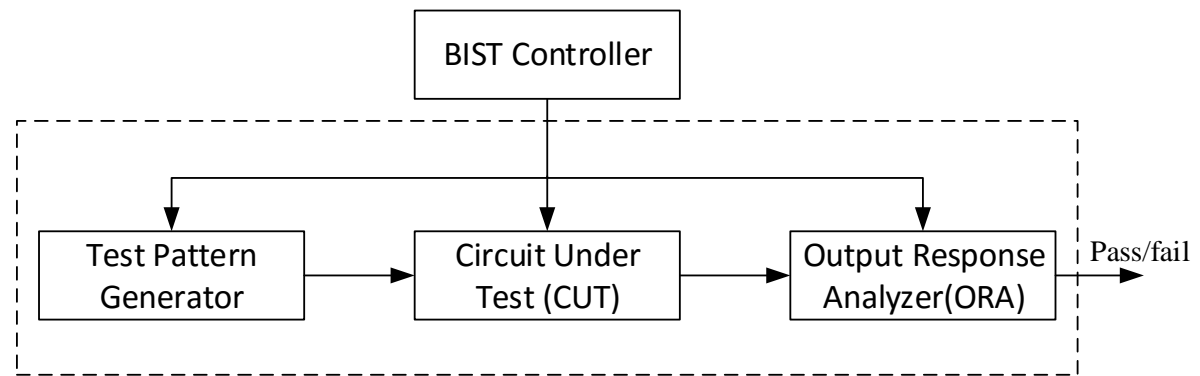 BIST Controller
Test Pattern
Generator
Circuit Under
Test (CUT)
Output Response
Analyzer(ORA)
Pass/fail